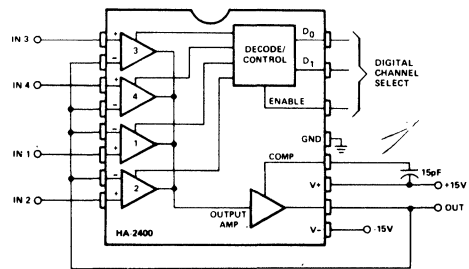 IN 3
+
−
3
DECODE/
CONTROL
D0
D1
DIGITAL
CHANNEL
SELECT
ENABLE
IN 4
+
−
4
GND
−
+
IN 1
1
COMP
15pF
V+
+15V
−
+
IN 2
2
OUTPUT
AMP
OUT
V−
-15V
HA-2400